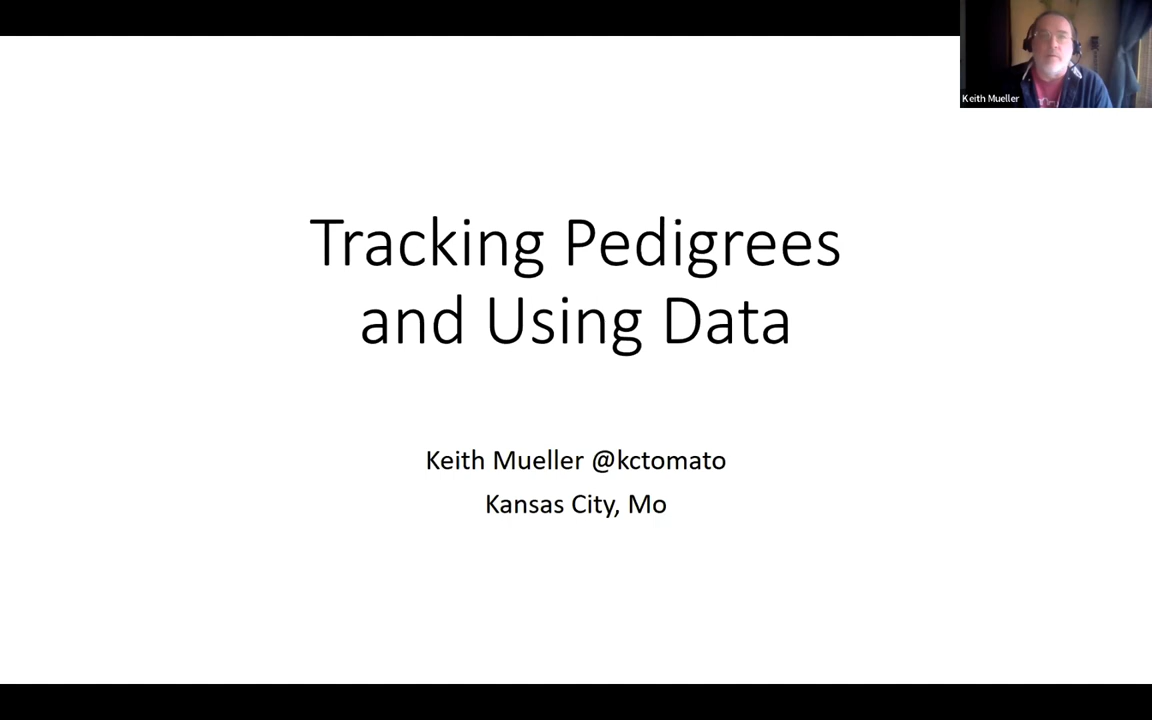 Keith Mueller
Tracking Pedigrees
and Using Data
Keith Mueller @kctomato
Kansas City, Mo